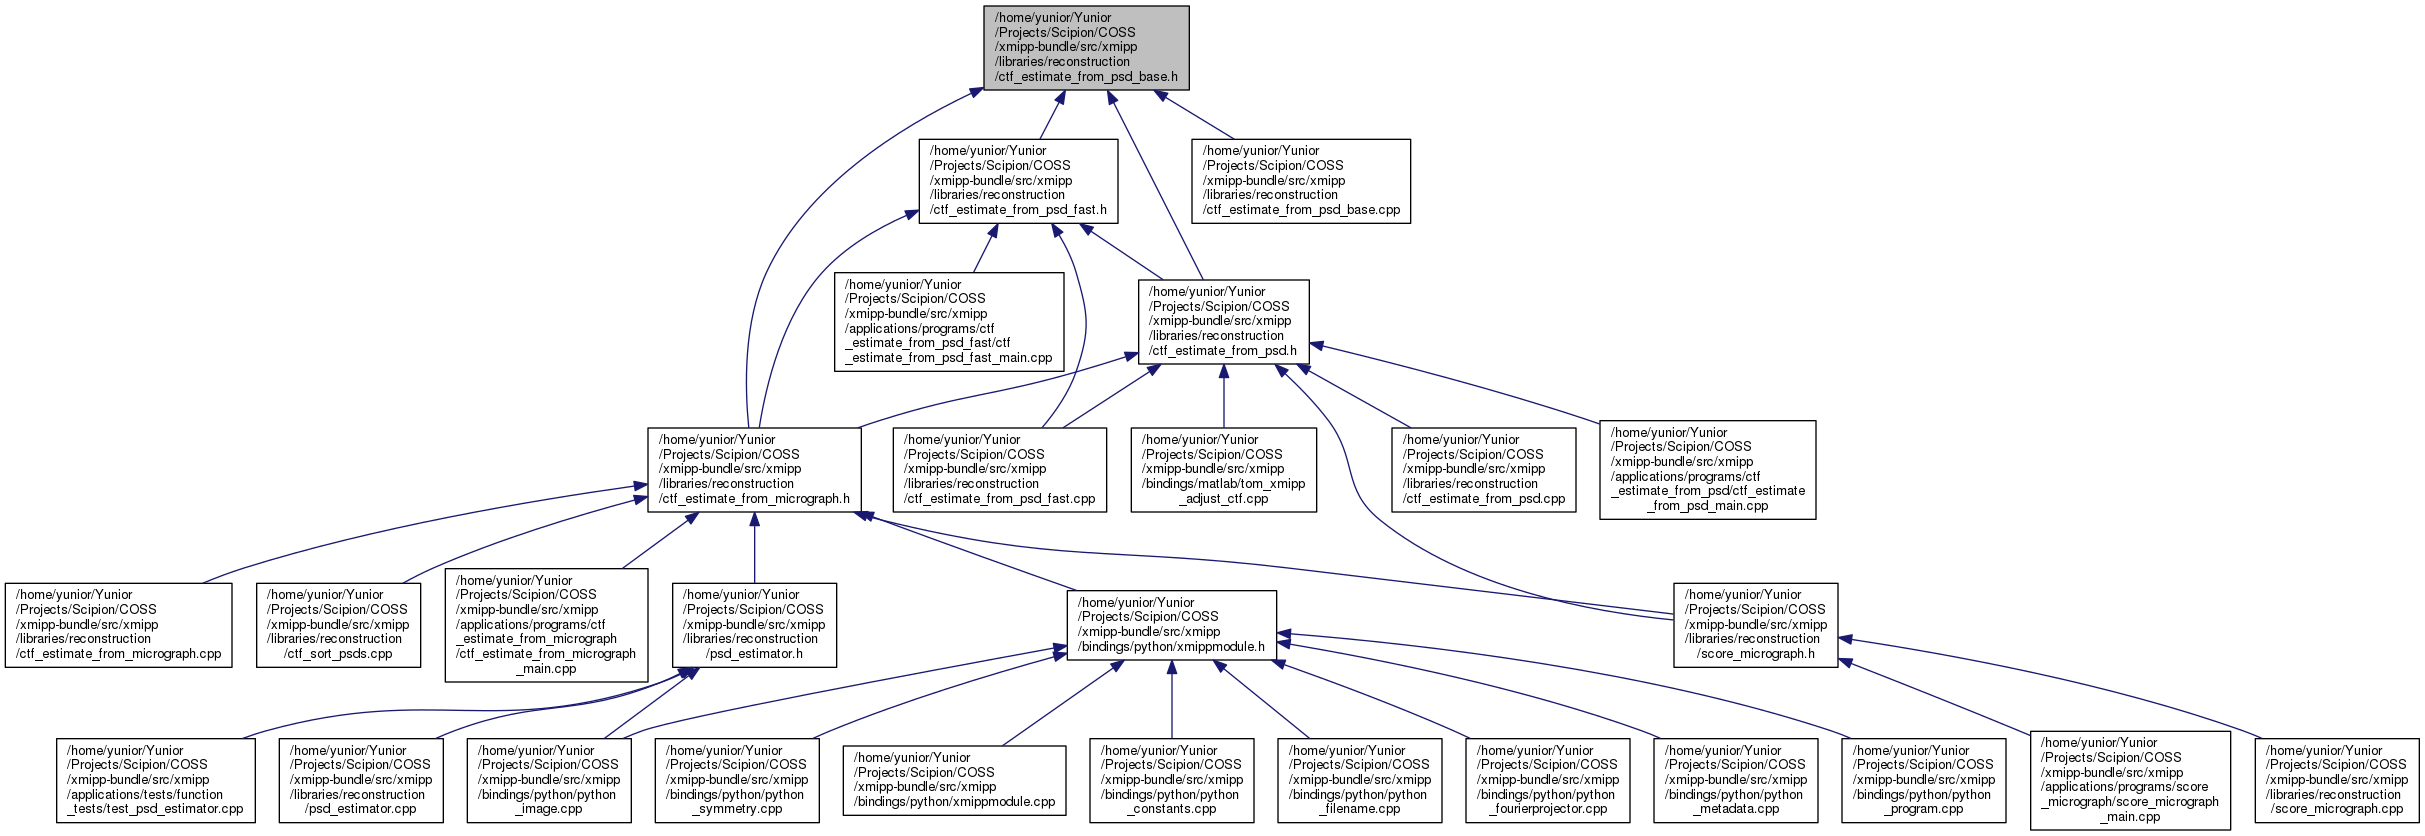 /home/yunior/Yunior
/Projects/Scipion/COSS
/xmipp-bundle/src/xmipp
/libraries/reconstruction
/ctf_estimate_from_psd_base.h
/home/yunior/Yunior
/Projects/Scipion/COSS
/xmipp-bundle/src/xmipp
/libraries/reconstruction
/ctf_estimate_from_psd_fast.h
/home/yunior/Yunior
/Projects/Scipion/COSS
/xmipp-bundle/src/xmipp
/libraries/reconstruction
/ctf_estimate_from_psd_base.cpp
/home/yunior/Yunior
/Projects/Scipion/COSS
/xmipp-bundle/src/xmipp
/applications/programs/ctf
_estimate_from_psd_fast/ctf
_estimate_from_psd_fast_main.cpp
/home/yunior/Yunior
/Projects/Scipion/COSS
/xmipp-bundle/src/xmipp
/libraries/reconstruction
/ctf_estimate_from_psd.h
/home/yunior/Yunior
/Projects/Scipion/COSS
/xmipp-bundle/src/xmipp
/libraries/reconstruction
/ctf_estimate_from_micrograph.h
/home/yunior/Yunior
/Projects/Scipion/COSS
/xmipp-bundle/src/xmipp
/libraries/reconstruction
/ctf_estimate_from_psd_fast.cpp
/home/yunior/Yunior
/Projects/Scipion/COSS
/xmipp-bundle/src/xmipp
/bindings/matlab/tom_xmipp
_adjust_ctf.cpp
/home/yunior/Yunior
/Projects/Scipion/COSS
/xmipp-bundle/src/xmipp
/libraries/reconstruction
/ctf_estimate_from_psd.cpp
/home/yunior/Yunior
/Projects/Scipion/COSS
/xmipp-bundle/src/xmipp
/applications/programs/ctf
_estimate_from_psd/ctf_estimate
_from_psd_main.cpp
/home/yunior/Yunior
/Projects/Scipion/COSS
/xmipp-bundle/src/xmipp
/libraries/reconstruction
/ctf_estimate_from_micrograph.cpp
/home/yunior/Yunior
/Projects/Scipion/COSS
/xmipp-bundle/src/xmipp
/libraries/reconstruction
/ctf_sort_psds.cpp
/home/yunior/Yunior
/Projects/Scipion/COSS
/xmipp-bundle/src/xmipp
/applications/programs/ctf
_estimate_from_micrograph
/ctf_estimate_from_micrograph
_main.cpp
/home/yunior/Yunior
/Projects/Scipion/COSS
/xmipp-bundle/src/xmipp
/libraries/reconstruction
/psd_estimator.h
/home/yunior/Yunior
/Projects/Scipion/COSS
/xmipp-bundle/src/xmipp
/bindings/python/xmippmodule.h
/home/yunior/Yunior
/Projects/Scipion/COSS
/xmipp-bundle/src/xmipp
/libraries/reconstruction
/score_micrograph.h
/home/yunior/Yunior
/Projects/Scipion/COSS
/xmipp-bundle/src/xmipp
/applications/tests/function
_tests/test_psd_estimator.cpp
/home/yunior/Yunior
/Projects/Scipion/COSS
/xmipp-bundle/src/xmipp
/libraries/reconstruction
/psd_estimator.cpp
/home/yunior/Yunior
/Projects/Scipion/COSS
/xmipp-bundle/src/xmipp
/bindings/python/python
_image.cpp
/home/yunior/Yunior
/Projects/Scipion/COSS
/xmipp-bundle/src/xmipp
/bindings/python/python
_symmetry.cpp
/home/yunior/Yunior
/Projects/Scipion/COSS
/xmipp-bundle/src/xmipp
/bindings/python/xmippmodule.cpp
/home/yunior/Yunior
/Projects/Scipion/COSS
/xmipp-bundle/src/xmipp
/bindings/python/python
_constants.cpp
/home/yunior/Yunior
/Projects/Scipion/COSS
/xmipp-bundle/src/xmipp
/bindings/python/python
_filename.cpp
/home/yunior/Yunior
/Projects/Scipion/COSS
/xmipp-bundle/src/xmipp
/bindings/python/python
_fourierprojector.cpp
/home/yunior/Yunior
/Projects/Scipion/COSS
/xmipp-bundle/src/xmipp
/bindings/python/python
_metadata.cpp
/home/yunior/Yunior
/Projects/Scipion/COSS
/xmipp-bundle/src/xmipp
/bindings/python/python
_program.cpp
/home/yunior/Yunior
/Projects/Scipion/COSS
/xmipp-bundle/src/xmipp
/applications/programs/score
_micrograph/score_micrograph
_main.cpp
/home/yunior/Yunior
/Projects/Scipion/COSS
/xmipp-bundle/src/xmipp
/libraries/reconstruction
/score_micrograph.cpp